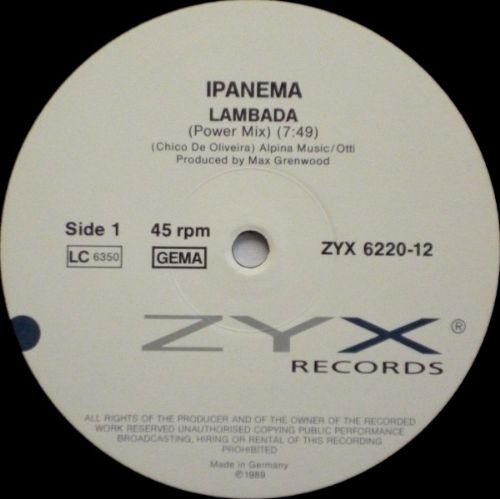 IPANEMA
LAMBADA
(Power Mix) (7:49)
(Chico De Oliveira) Alpina Music/Otti
Produced by Max Grenwood
Side 1 45 rpm ZYX 6220-12
LC 6350 GEMA
ZYX ®
RECORDS
ALL RIGHTS OF THE PRODUCER AND OF THE OWNER OF THE RECORDED
WORK RESERVED UNAUTHORISED COPYING PUBLIC PERFORMANCE
BROADCASTING, HIRING OR RENTAL OF THIS RECORDING
PROHIBITED
Made in Germany
℗1989